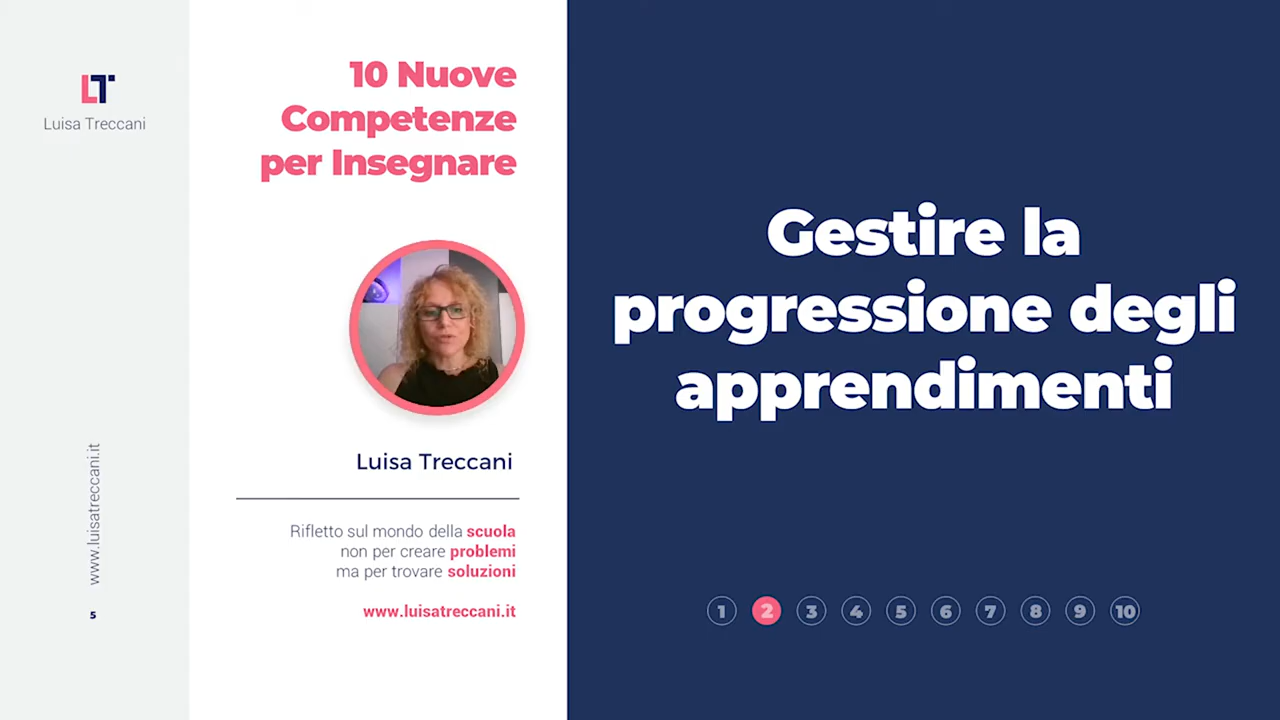 LT
Luisa Treccani
www.luisatreccani.it
5
10 Nuove
Competenze
per Insegnare
Luisa Treccani
Rifletto sul mondo della scuola
non per creare problemi
ma per trovare soluzioni
www.luisatreccani.it
Gestire la
progressione degli
apprendimenti
1 2 3 4 5 6 7 8 9 10